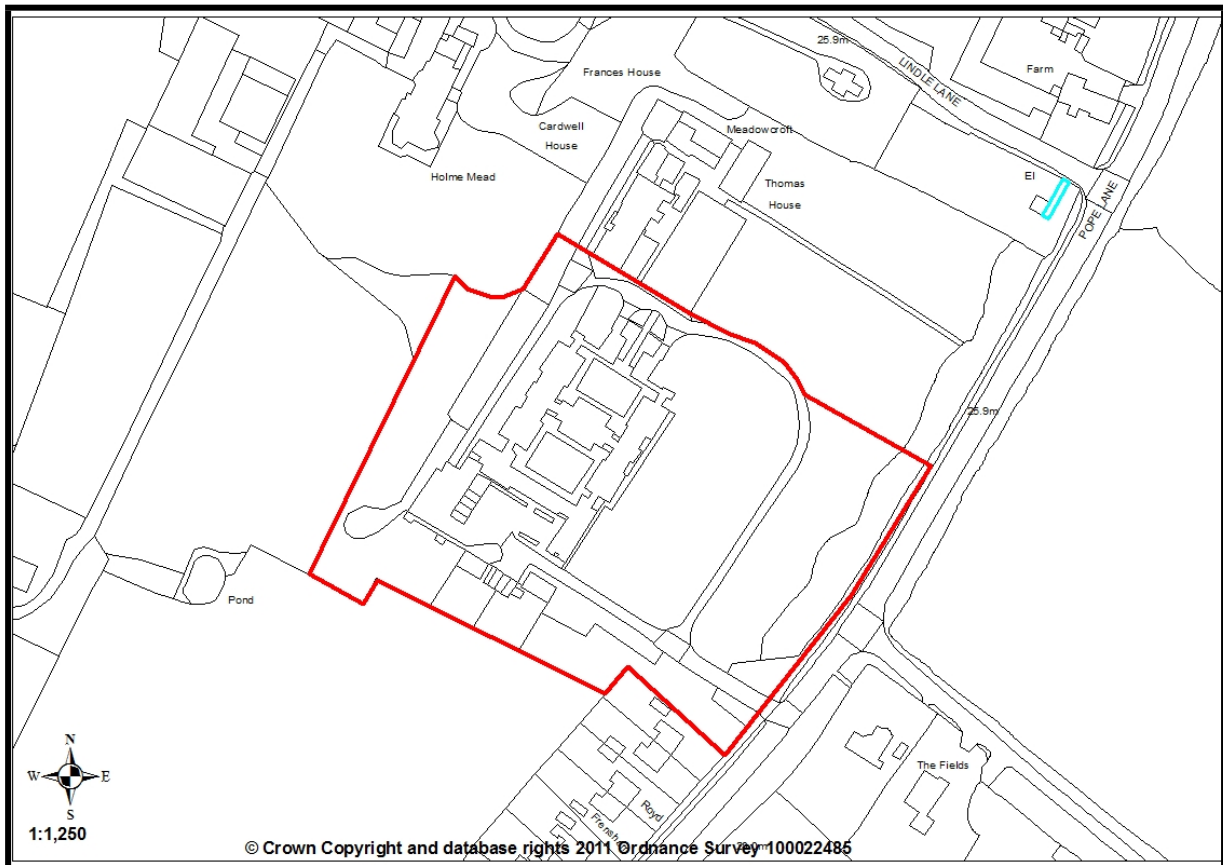 25.9m
LINDLE LANE
Farm
Frances House
Cardwell
House
Meadowcroft
Holme Mead
Thomas
House
El
POPE LANE
25.9m
Pond
The Fields
Royd
N
W
E
S
1:1,250
© Crown Copyright and database rights 2011 Ordnance Survey 100022485